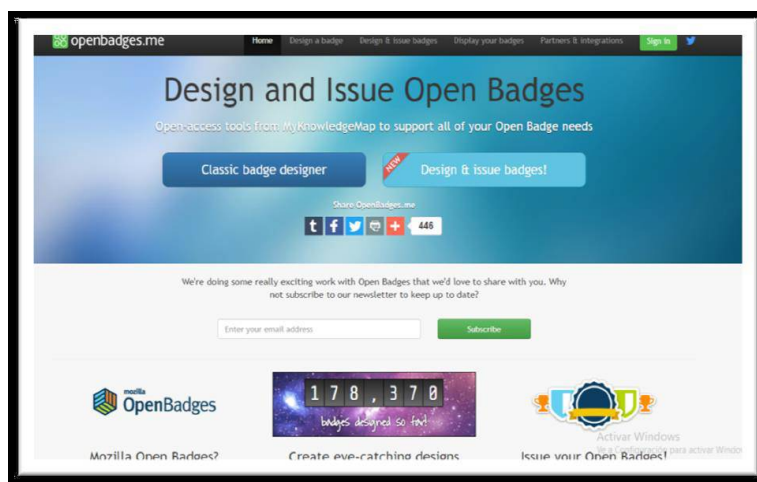 openbadges.me
Home Design a badge Design & issue badges Display your badges Partners & integrations Sign in
Design and Issue Open Badges
Open-access tools from MyKnowledgeMap to support all of your Open Badge needs
Classic badge designer
NEW Design & issue badges!
Share OpenBadges.me
446
We're doing some really exciting work with Open Badges that we'd love to share with you. Why
not subscribe to our newsletter to keep up to date?
Enter your email address Subscribe
mozilla
OpenBadges
178,370
badges designed so far!
Activar Windows
Ve a Configuración para activar Window
Mozilla Open Badges? Create eye-catching designs Issue your Open Badges!